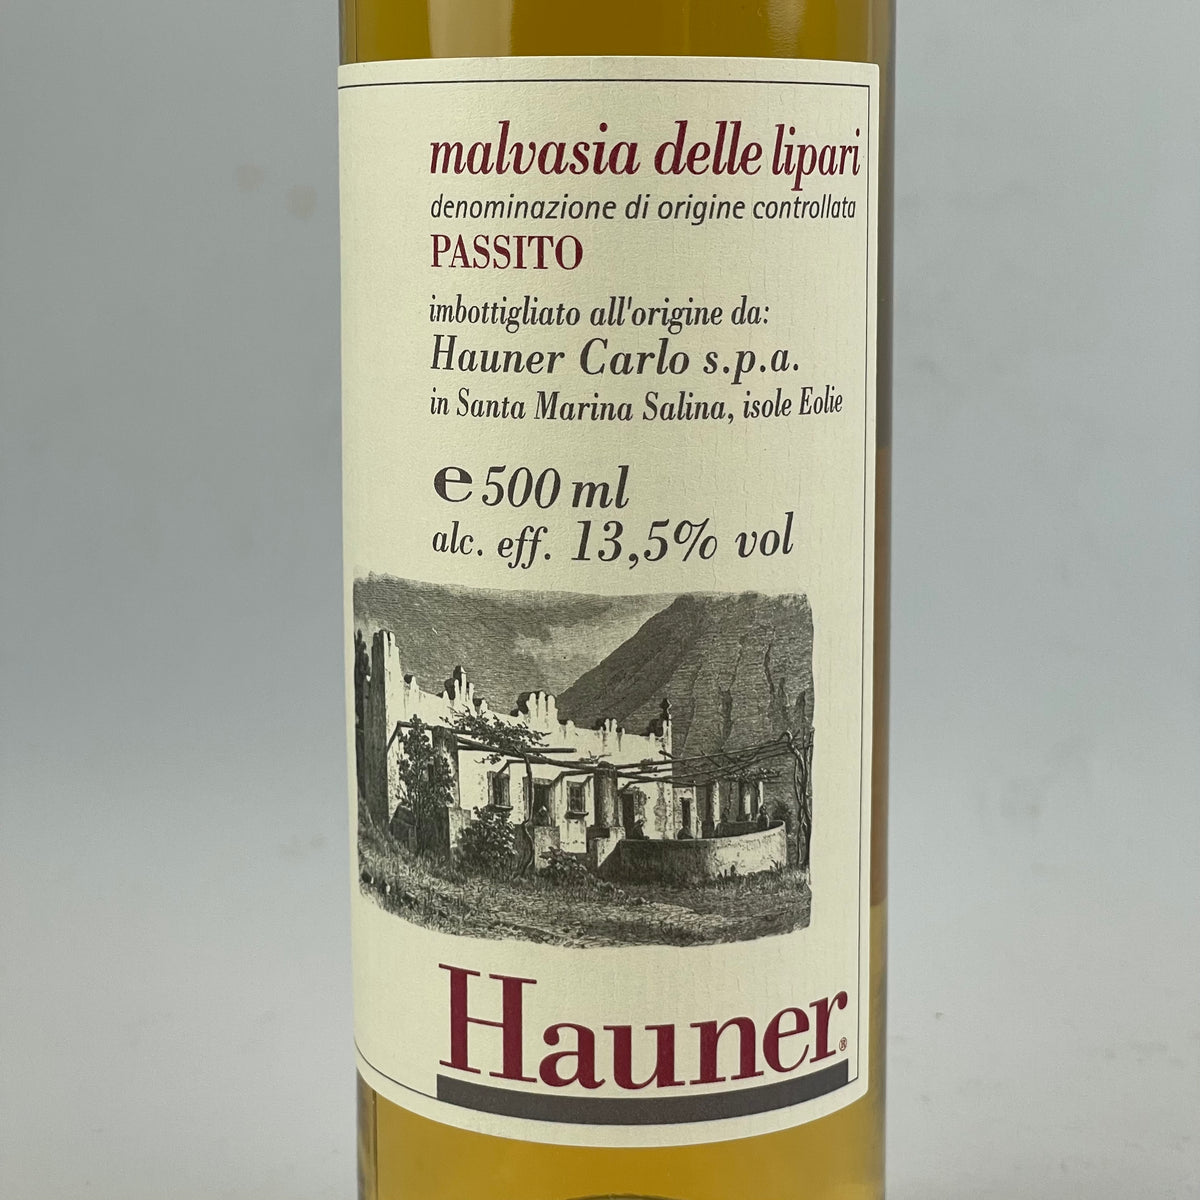 malvasia delle lipari
denominazione di origine controllata
PASSITO
imbottigliato all'origine da:
Hauner Carlo s.p.a.
in Santa Marina Salina, isole Eolie
℮ 500 ml
alc. eff. 13,5% vol
Hauner®